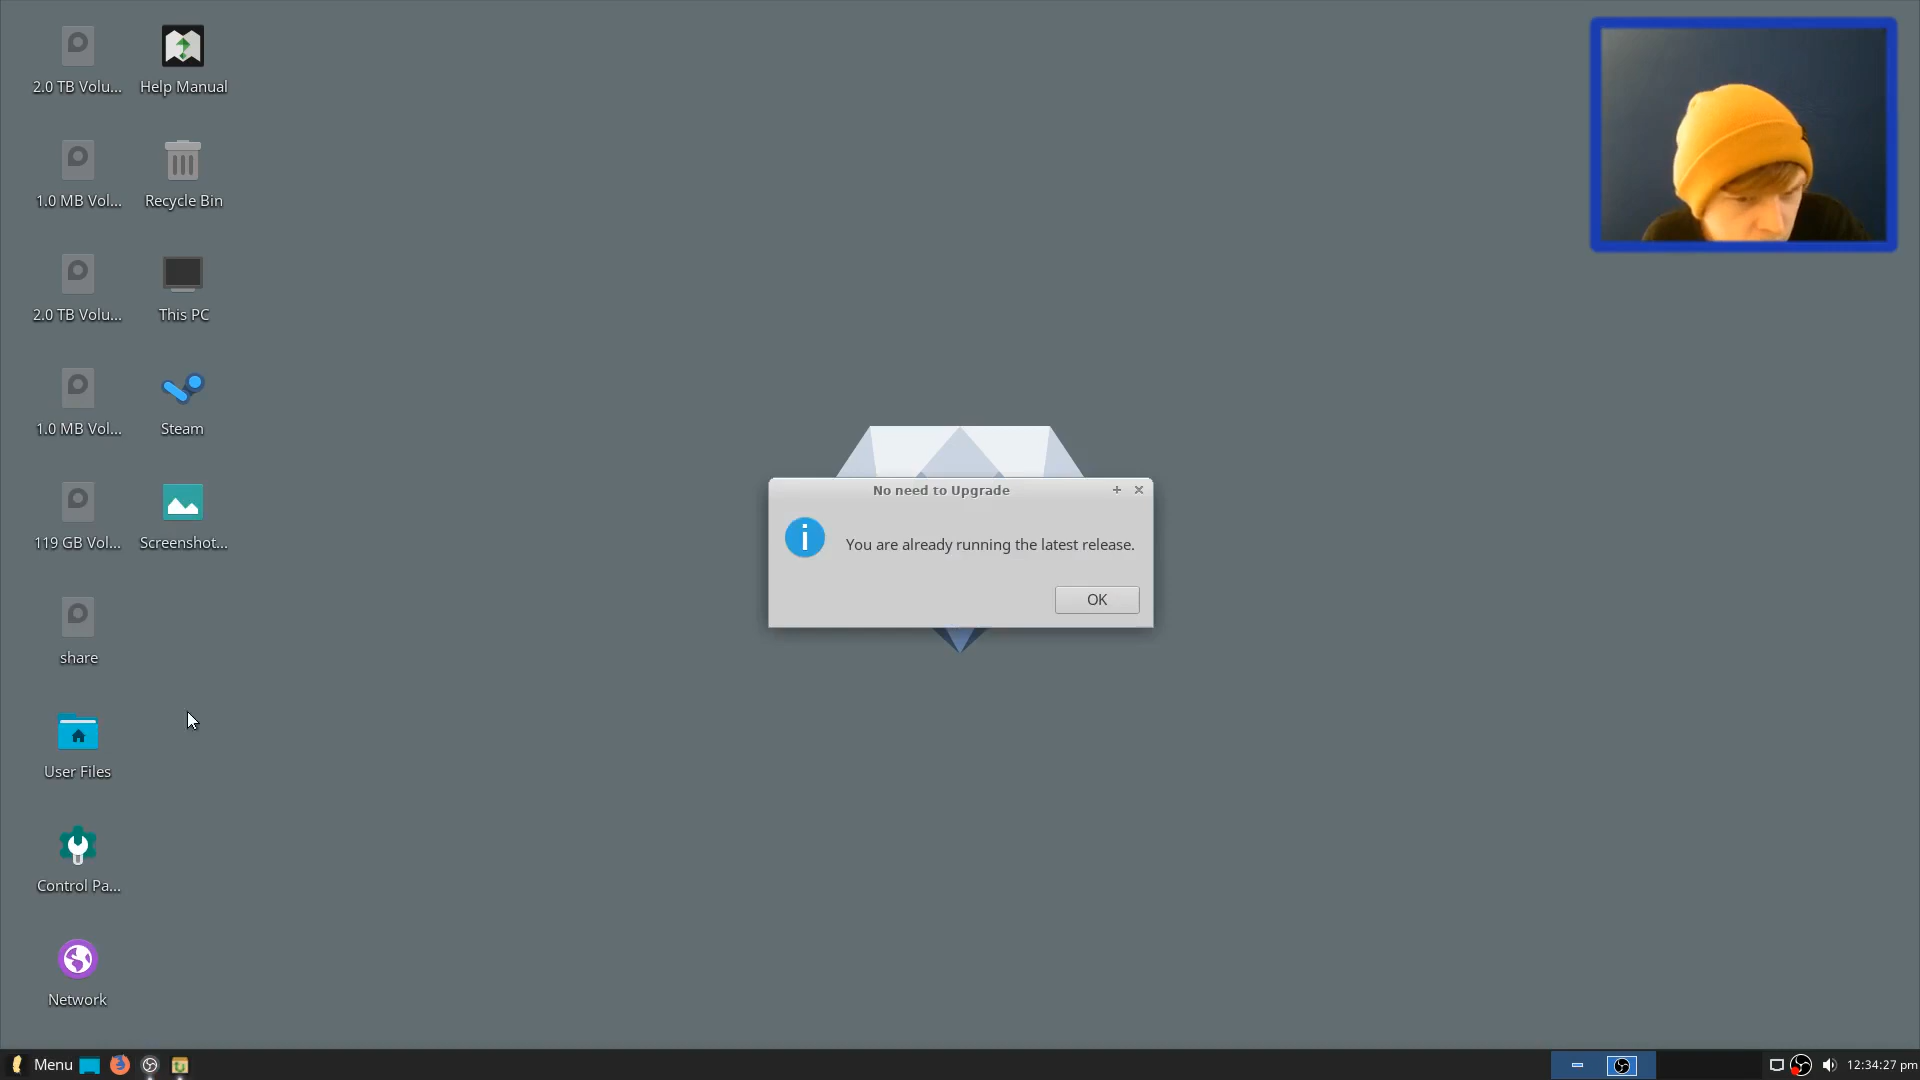 2.0 TB Volu...
Help Manual
1.0 MB Vol...
Recycle Bin
2.0 TB Volu...
This PC
1.0 MB Vol...
Steam
119 GB Vol...
Screenshot...
share
User Files
Control Pa...
Network
No need to Upgrade
You are already running the latest release.
OK
Menu
12:34:27 pm